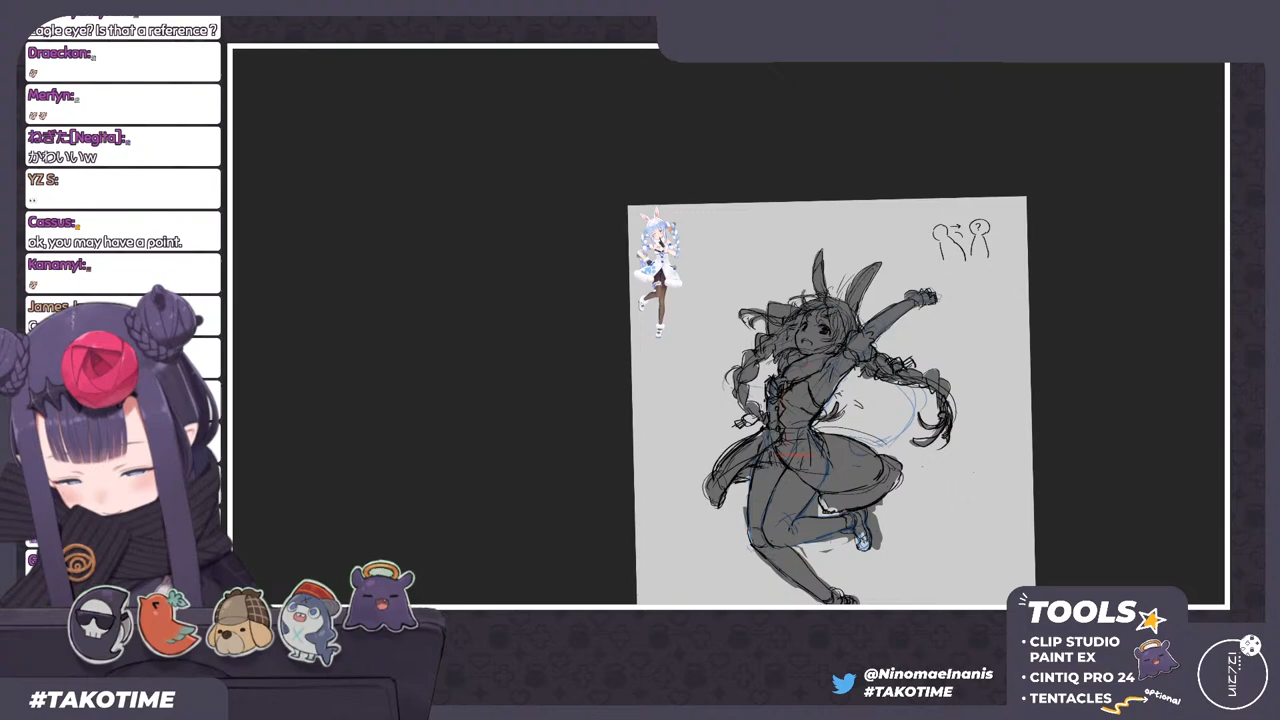 eagle eye? Is that a reference ?
Draeckon:
Merfyn:
ねぎた[Negita]:
かわいいw
YZ S:
..
Cassus:
ok, you may have a point.
Kanamyi:
James
?
TOOLS
• CLIP STUDIO
PAINT EX
• CINTIQ PRO 24
• TENTACLES
optional
@NinomaeInanis
#TAKOTIME
#TAKOTIME